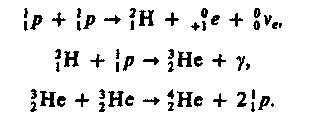 ¹₁p + ¹₁p → ²₁H + ⁰₊₁e + ⁰₀νₑ,
²₁H + ¹₁p → ³₂He + γ,
³₂He + ³₂He → ⁴₂He + 2¹₁p.